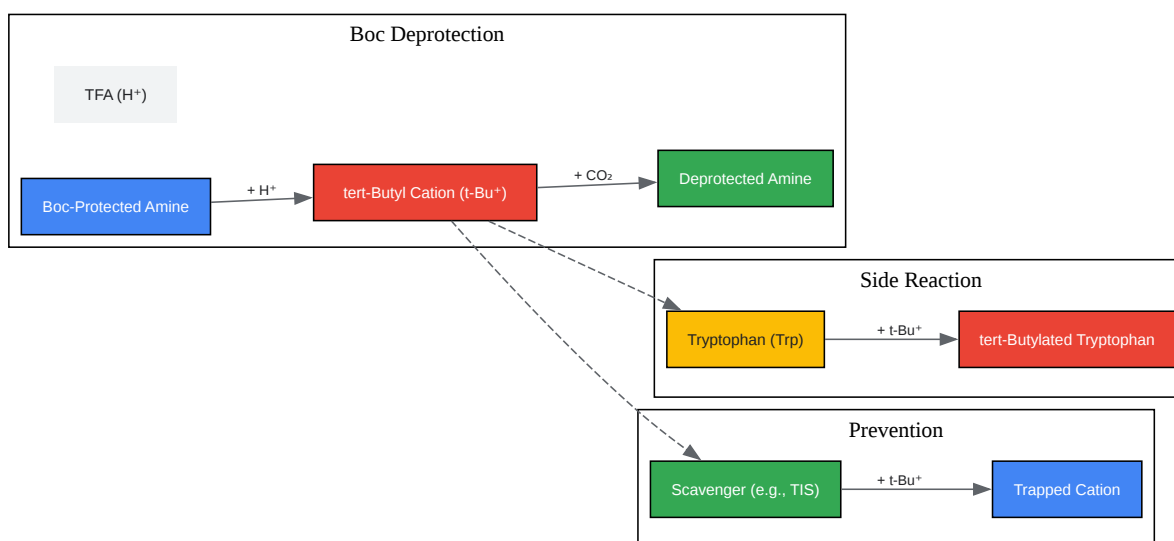 Boc Deprotection
TFA (H⁺)
Boc-Protected Amine
+ H⁺
tert-Butyl Cation (t-Bu⁺)
+ CO₂
Deprotected Amine
Side Reaction
Tryptophan (Trp)
+ t-Bu⁺
tert-Butylated Tryptophan
Prevention
Scavenger (e.g., TIS)
+ t-Bu⁺
Trapped Cation